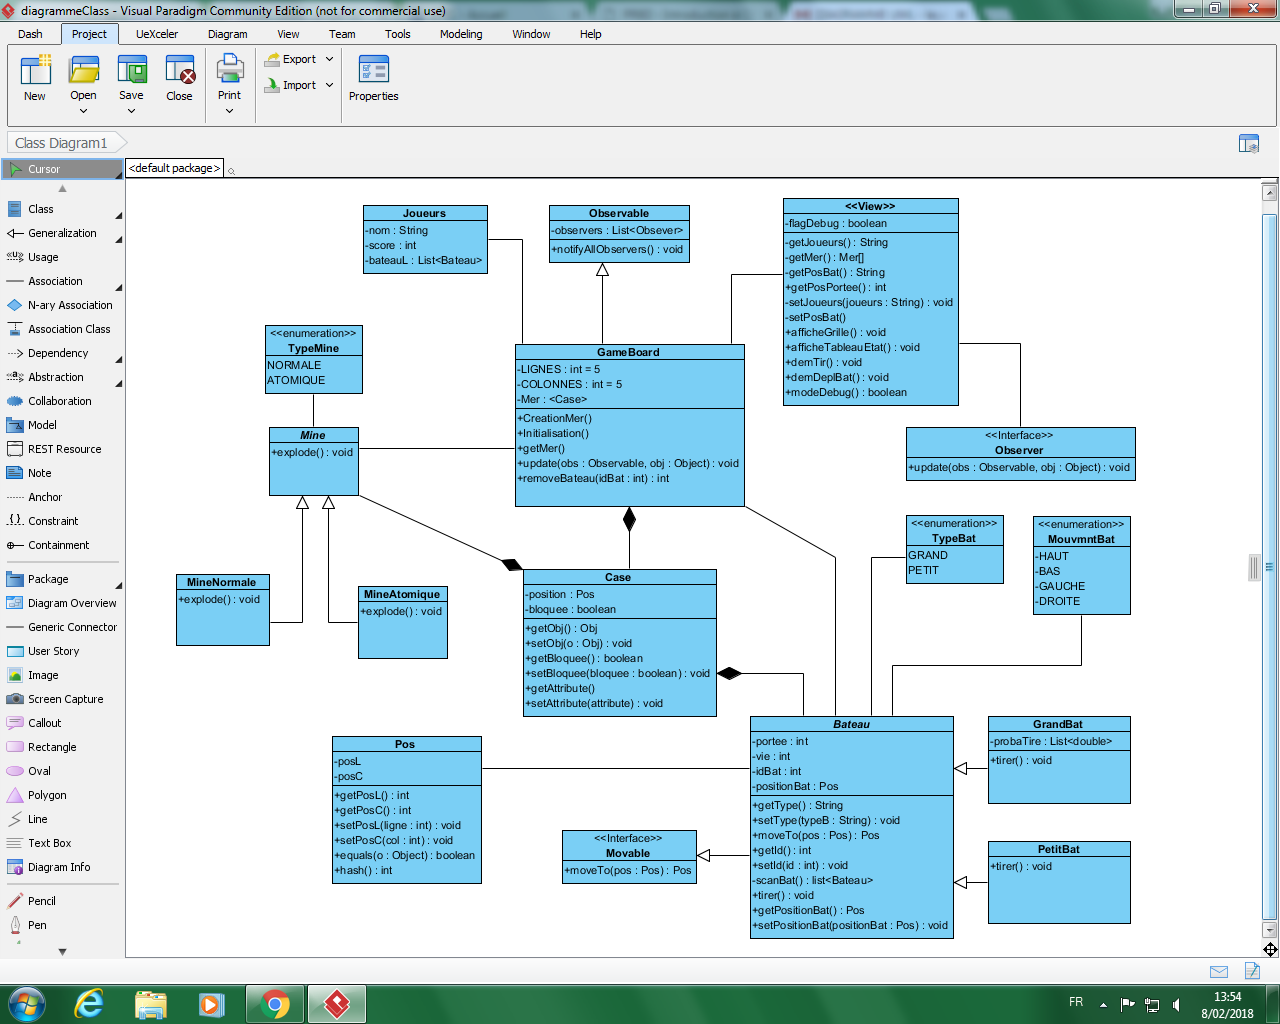 diagrammeClass - Visual Paradigm Community Edition (not for commercial use)
Dash Project UeXceler Diagram View Team Tools Modeling Window Help
New Open Save Close Print Export Import Properties
Class Diagram1
Cursor
<default package>
Class
Generalization
Usage
Association
N-ary Association
Association Class
Dependency
Abstraction
Collaboration
Model
REST Resource
Note
Anchor
Constraint
Containment
Package
Diagram Overview
Generic Connector
User Story
Image
Screen Capture
Callout
Rectangle
Oval
Polygon
Line
Text Box
Diagram Info
Pencil
Pen
Joueurs
-nom : String
-score : int
-bateauL : List<Bateau>
Observable
-observers : List<Obsever>
+notifyAllObservers() : void
<<View>>
-flagDebug : boolean
-getJoueurs() : String
-getMer() : Mer[]
-getPosBat() : String
+getPosPortee() : int
-setJoueurs(joueurs : String) : void
-setPosBat()
+afficheGrille() : void
+afficheTableauEtat() : void
+demTir() : void
+demDeplBat() : void
+modeDebug() : boolean
<<enumeration>>
TypeMine
NORMALE
ATOMIQUE
GameBoard
-LIGNES : int = 5
-COLONNES : int = 5
-Mer : <Case>
+CreationMer()
+Initialisation()
+getMer()
+update(obs : Observable, obj : Object) : void
+removeBateau(idBat : int) : int
Mine
+explode() : void
<<Interface>>
Observer
+update(obs : Observable, obj : Object) : void
<<enumeration>>
TypeBat
GRAND
PETIT
<<enumeration>>
MouvmntBat
-HAUT
-BAS
-GAUCHE
-DROITE
MineNormale
+explode() : void
MineAtomique
+explode() : void
Case
-position : Pos
-bloquee : boolean
+getObj() : Obj
+setObj(o : Obj) : void
+getBloquee() : boolean
+setBloquee(bloquee : boolean) : void
+getAttribute()
+setAttribute(attribute) : void
Pos
-posL
-posC
+getPosL() : int
+getPosC() : int
+setPosL(ligne : int) : void
+setPosC(col : int) : void
+equals(o : Object) : boolean
+hash() : int
<<Interface>>
Movable
+moveTo(pos : Pos) : Pos
Bateau
-portee : int
-vie : int
-idBat : int
-positionBat : Pos
+getType() : String
+setType(typeB : String) : void
+moveTo(pos : Pos) : Pos
+getId() : int
+setId(id : int) : void
-scanBat() : list<Bateau>
+tirer() : void
+getPositionBat() : Pos
+setPositionBat(positionBat : Pos) : void
GrandBat
-probaTire : List<double>
+tirer() : void
PetitBat
+tirer() : void
FR
13:54
8/02/2018